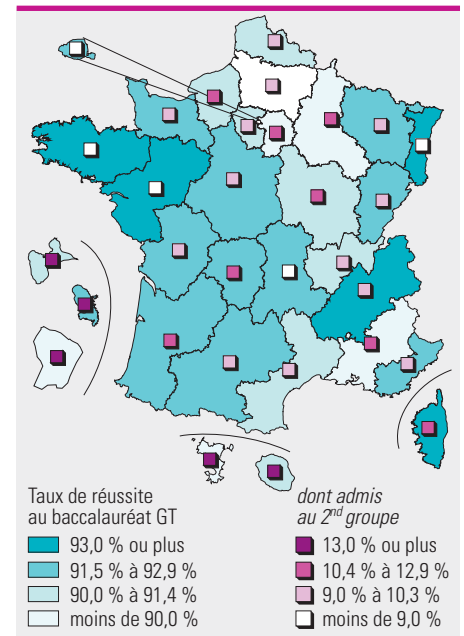 Taux de réussite
au baccalauréat GT
93,0 % ou plus
91,5 % à 92,9 %
90,0 % à 91,4 %
moins de 90,0 %
dont admis
au 2nd groupe
13,0 % ou plus
10,4 % à 12,9 %
9,0 % à 10,3 %
moins de 9,0 %